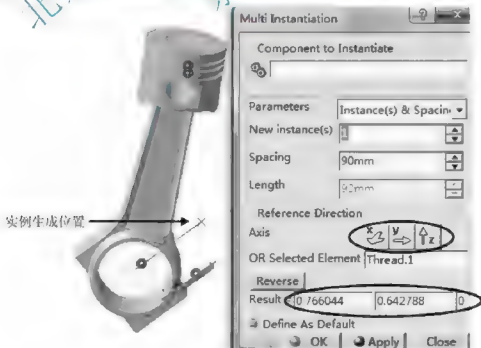 Multi Instantiation
Component to Instantiate
Parameters
Instance(s) & Spacin
New instance(s)
Spacing
90mm
Length
90mm
Reference Direction
Axis
x
y
z
OR Selected Element
Thread.1
Reverse
Result
0.766044
0.642788
0
Define As Default
OK
Apply
Close
实例生成位置